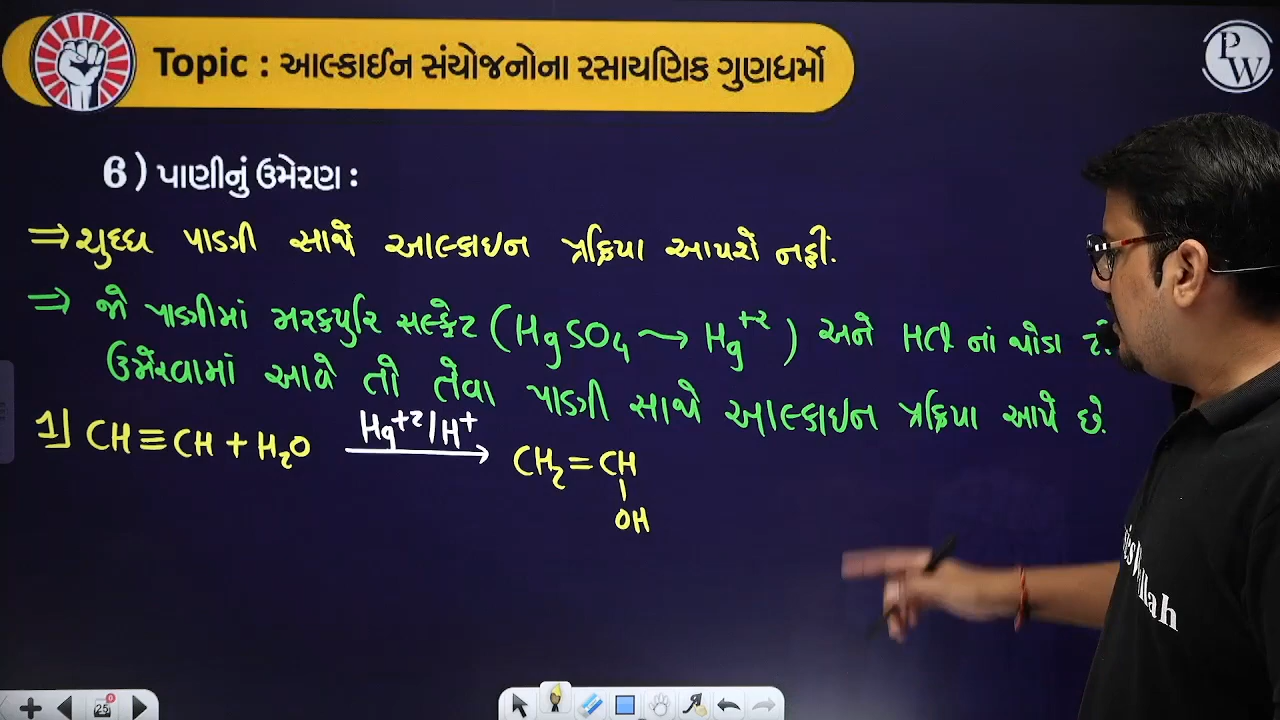 Topic : આલ્કાઈન સંયોજનોના રસાયણિક ગુણધર્મો
PW
6) પાણીનું ઉમેરણ :
⇒ શુદ્ધ પાણી સાથે આલ્કાઇન પ્રક્રિયા આપશે નહીં.
⇒ જો પાણીમાં મરક્યુરિ સલ્ફેટ (HgSO₄ → Hg⁺²) અને HCl નાં થોડા
ઉમેરવામાં આવે તો તેવા પાણી સાથે આલ્કાઇન પ્રક્રિયા આપે છે.
Hg⁺²/H⁺
1] CH≡CH + H₂O → CH₂=CH
OH
25